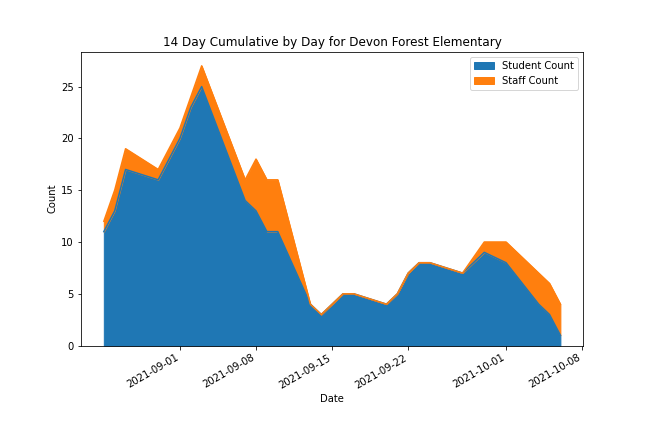 14 Day Cumulative by Day for Devon Forest Elementary
Student Count
Staff Count
25
20
15
10
5
0
Count
2021-09-01
2021-09-08
2021-09-15
2021-09-22
2021-10-01
2021-10-08
Date